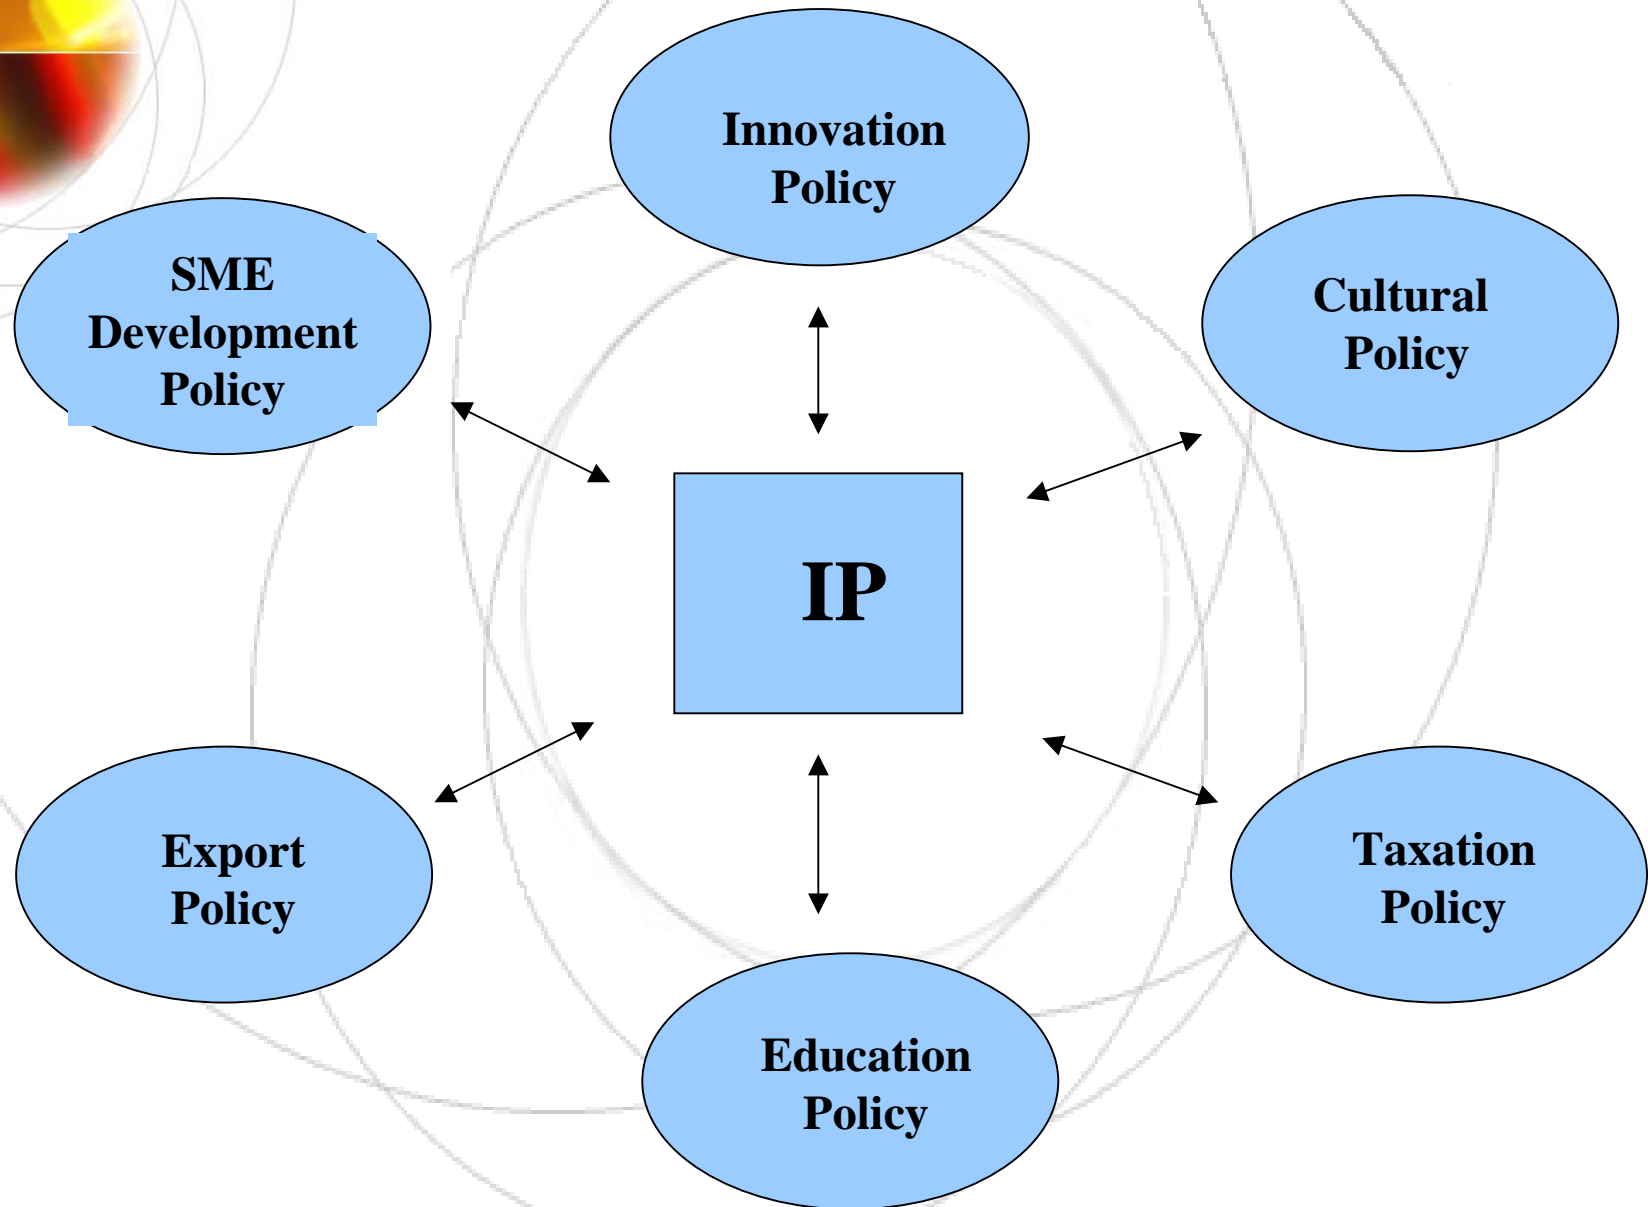 Innovation
Policy
SME
Development
Policy
Cultural
Policy
IP
Export
Policy
Taxation
Policy
Education
Policy